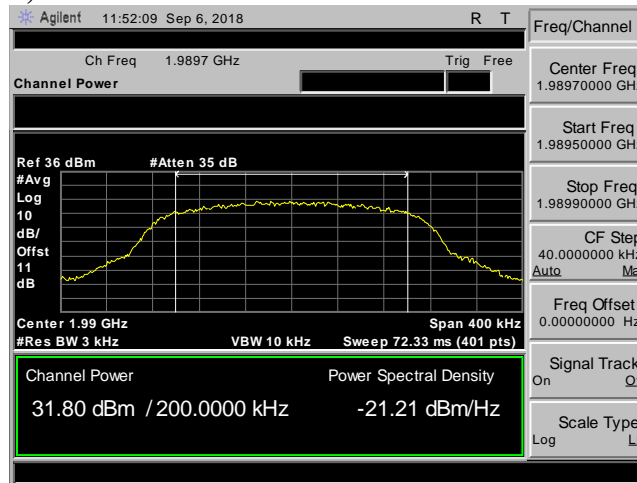 Agilent 11:52:09 Sep 6, 2018 R T
Freq/Channel
Ch Freq 1.9897 GHz Trig Free
Channel Power
Center Freq
1.98970000 GH
Start Freq
1.98950000 GH
Ref 36 dBm #Atten 35 dB
#Avg
Log
10
dB/
Offst
11
dB
Stop Freq
1.98990000 GH
CF Step
40.0000000 kHz
Auto Ma
Freq Offset
0.00000000 Hz
Center 1.99 GHz Span 400 kHz
#Res BW 3 kHz VBW 10 kHz Sweep 72.33 ms (401 pts)
Signal Track
On O
Channel Power Power Spectral Density
31.80 dBm / 200.0000 kHz -21.21 dBm/Hz
Scale Type
Log L